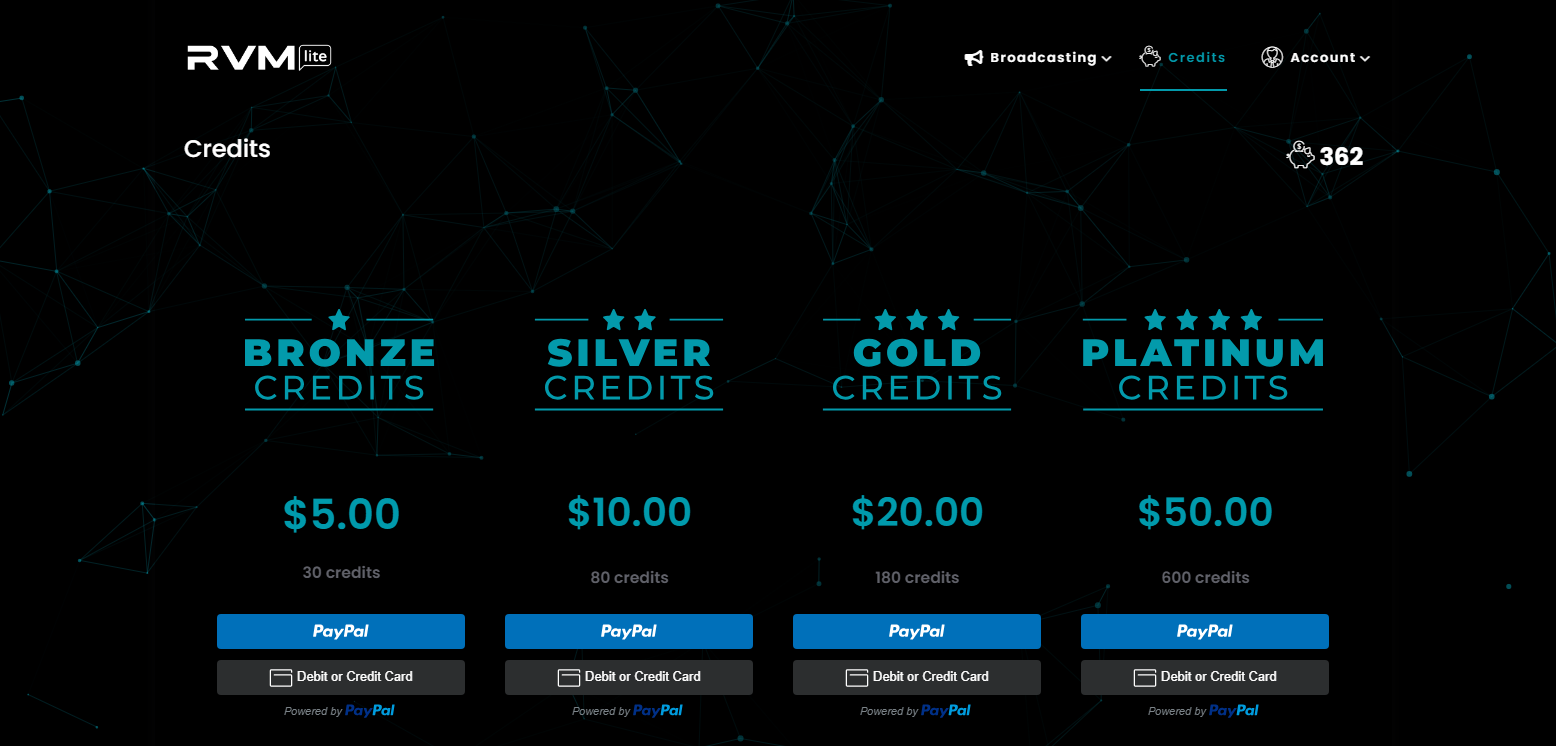 RVM lite
Broadcasting Credits Account
Credits
362
BRONZE
CREDITS
$5.00
30 credits
PayPal
Debit or Credit Card
Powered by PayPal
SILVER
CREDITS
$10.00
80 credits
PayPal
Debit or Credit Card
Powered by PayPal
GOLD
CREDITS
$20.00
180 credits
PayPal
Debit or Credit Card
Powered by PayPal
PLATINUM
CREDITS
$50.00
600 credits
PayPal
Debit or Credit Card
Powered by PayPal